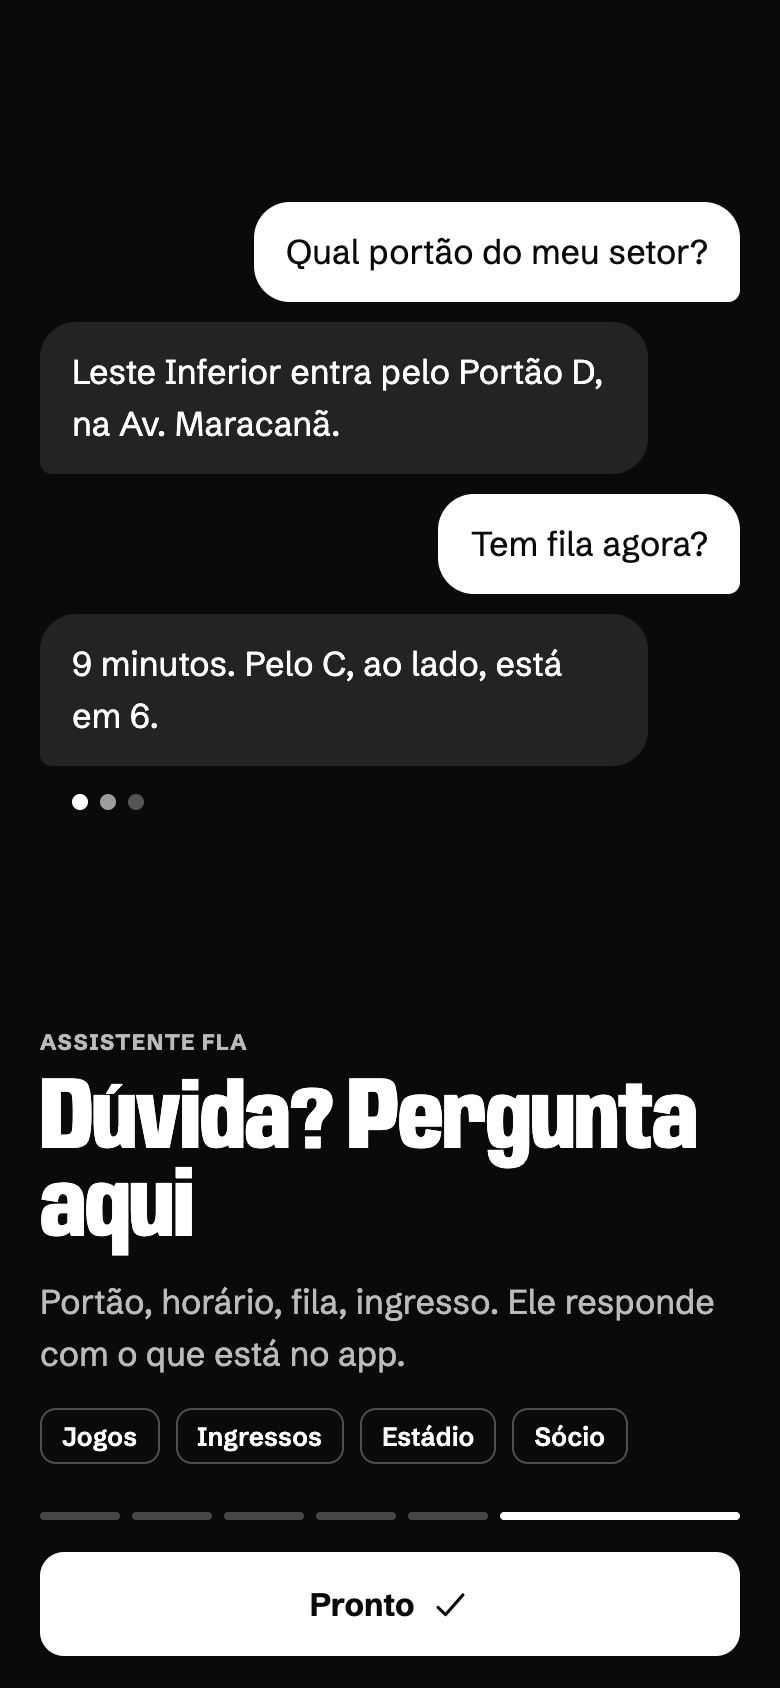 Qual portão do meu setor?
Leste Inferior entra pelo Portão D,
na Av. Maracanã.
Tem fila agora?
9 minutos. Pelo C, ao lado, está
em 6.
ASSISTENTE FLA
Dúvida? Pergunta
aqui
Portão, horário, fila, ingresso. Ele responde
com o que está no app.
Jogos Ingressos Estádio Sócio
Pronto